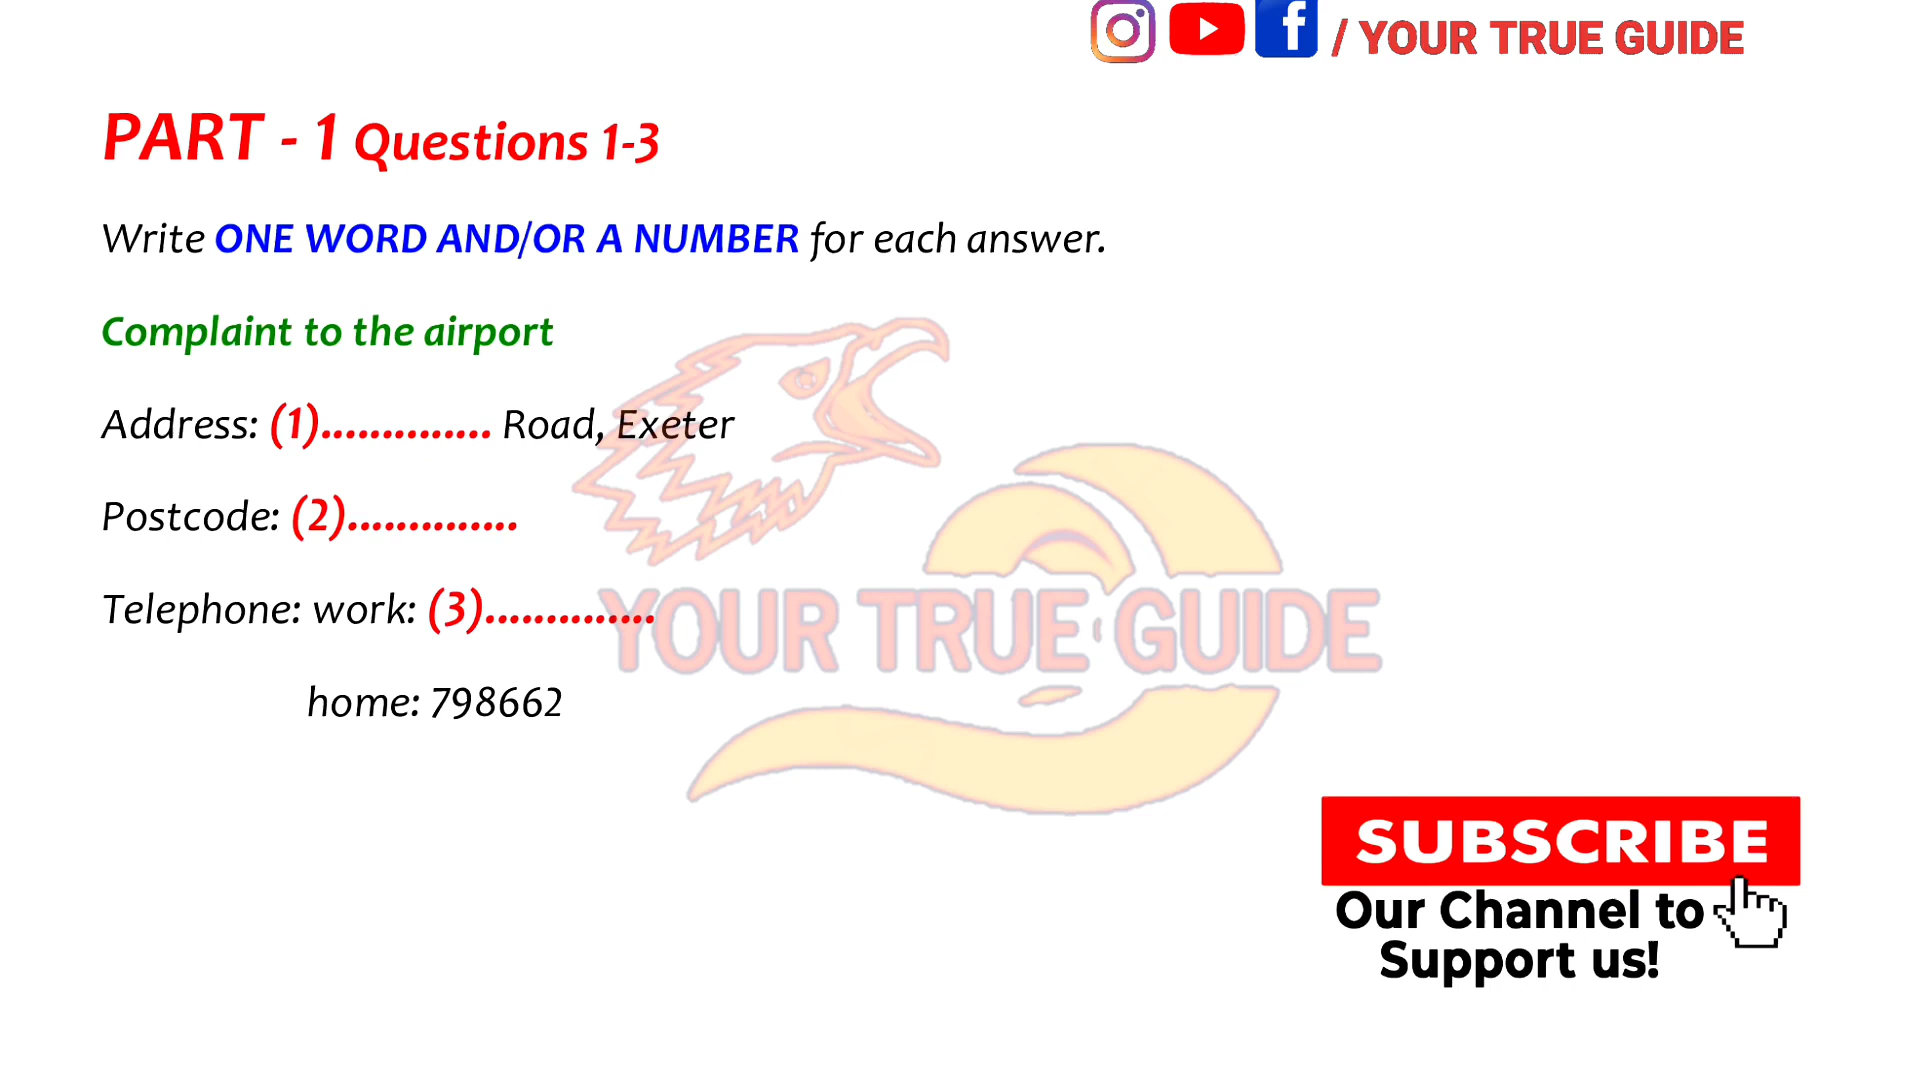 / YOUR TRUE GUIDE
PART - 1 Questions 1-3
Write ONE WORD AND/OR A NUMBER for each answer.
Complaint to the airport
Address: (1).............. Road, Exeter
Postcode: (2)..............
Telephone: work: (3)..............
YOUR TRUE GUIDE
home: 798662
SUBSCRIBE
Our Channel to
Support us!